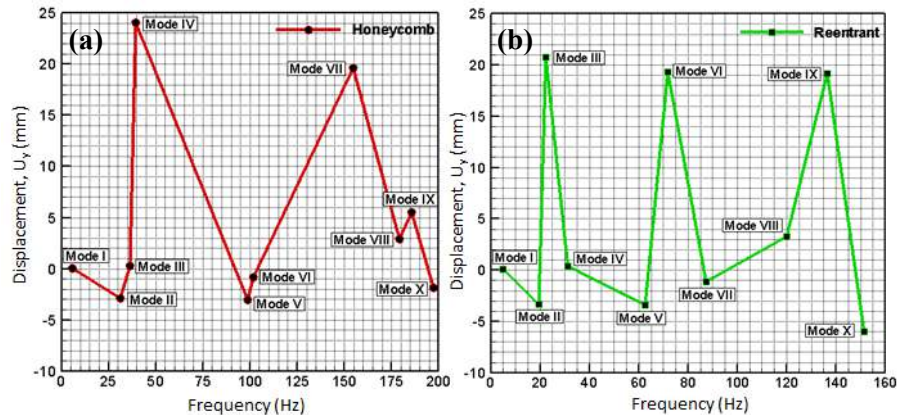 (a)
Honeycomb
Displacement, Uy (mm)
25
20
15
10
5
0
-5
-10
Mode I
Mode II
Mode III
Mode IV
Mode V
Mode VI
Mode VII
Mode VIII
Mode IX
Mode X
0 25 50 75 100 125 150 175 200
Frequency (Hz)
(b)
Reentrant
Displacement, Uy (mm)
25
20
15
10
5
0
-5
-10
Mode I
Mode II
Mode III
Mode IV
Mode V
Mode VI
Mode VII
Mode VIII
Mode IX
Mode X
0 20 40 60 80 100 120 140 160
Frequency (Hz)